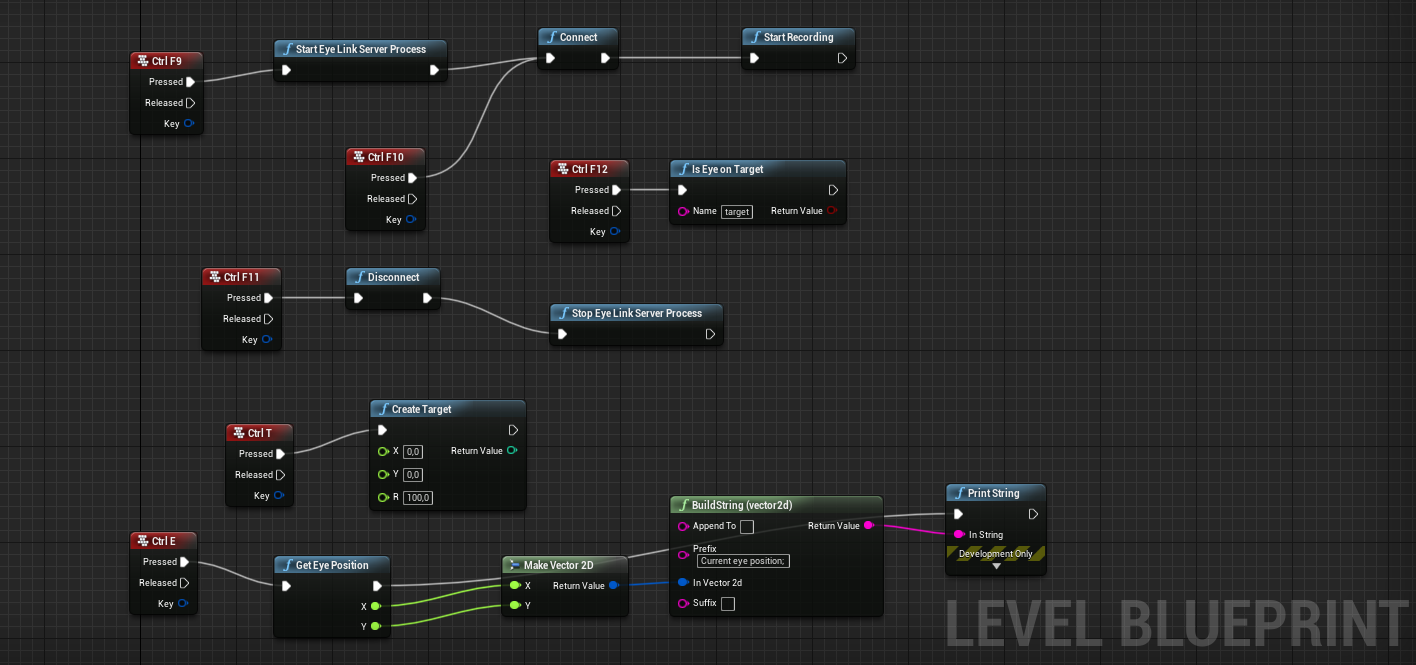 Ctrl F9
Pressed
Released
Key
Start Eye Link Server Process
Connect
Start Recording
Ctrl F10
Pressed
Released
Key
Ctrl F12
Pressed
Released
Key
Is Eye on Target
Name target Return Value
Ctrl F11
Pressed
Released
Key
Disconnect
Stop Eye Link Server Process
Ctrl T
Pressed
Released
Key
Create Target
X 0,0 Return Value
Y 0,0
R 100,0
Ctrl E
Pressed
Released
Key
Get Eye Position
X
Y
Make Vector 2D
X Return Value
Y
BuildString (vector2d)
Append To Return Value
Prefix
Current eye position;
In Vector 2d
Suffix
Print String
In String
Development Only
LEVEL BLUEPRINT